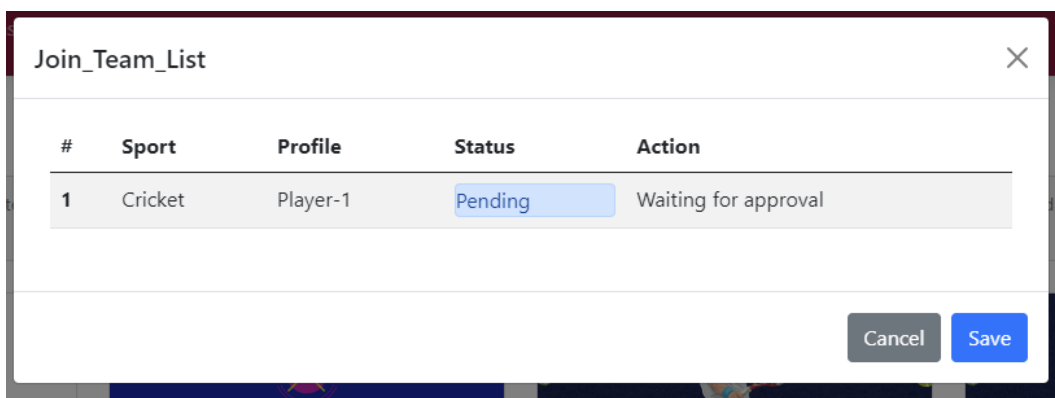 Join_Team_List
# Sport Profile Status Action
1 Cricket Player-1 Pending Waiting for approval
Cancel Save